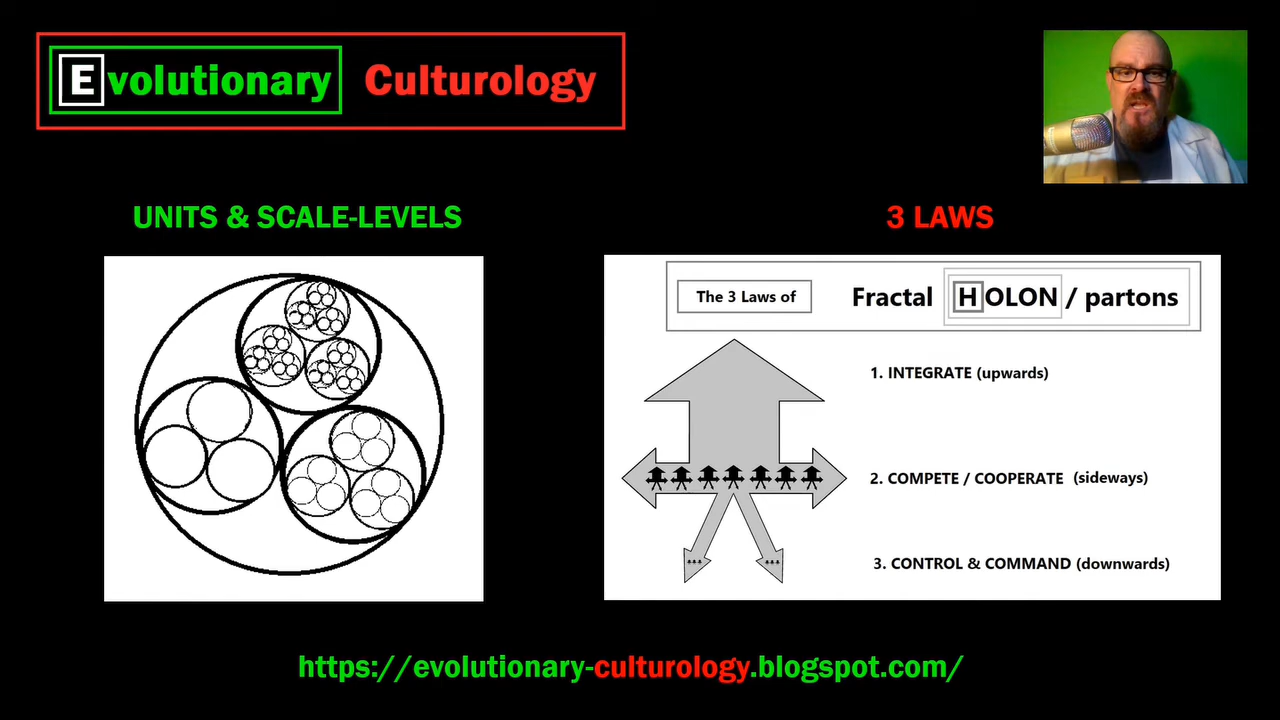 Evolutionary Culturology
UNITS & SCALE-LEVELS
3 LAWS
The 3 Laws of Fractal HOLON / partons
1. INTEGRATE (upwards)
2. COMPETE / COOPERATE (sideways)
3. CONTROL & COMMAND (downwards)
https://evolutionary-culturology.blogspot.com/